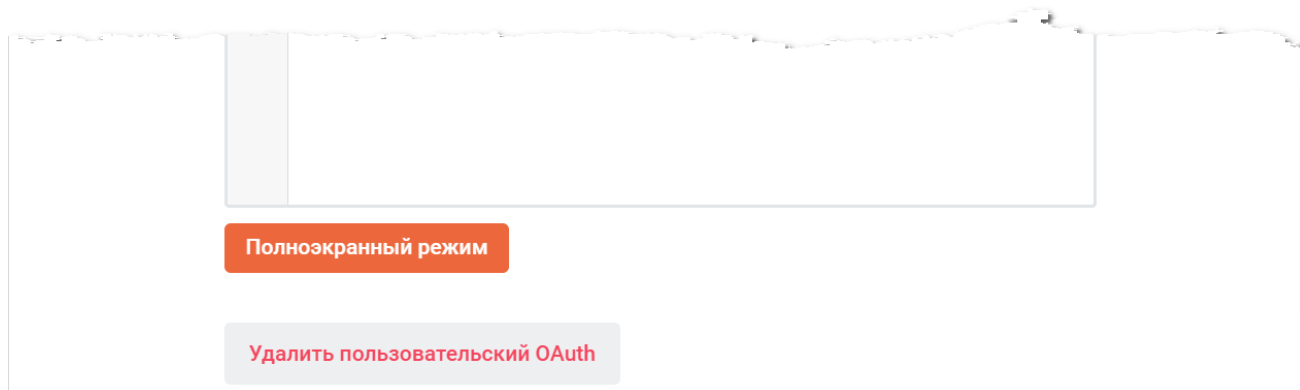 Полноэкранный режим
Удалить пользовательский OAuth